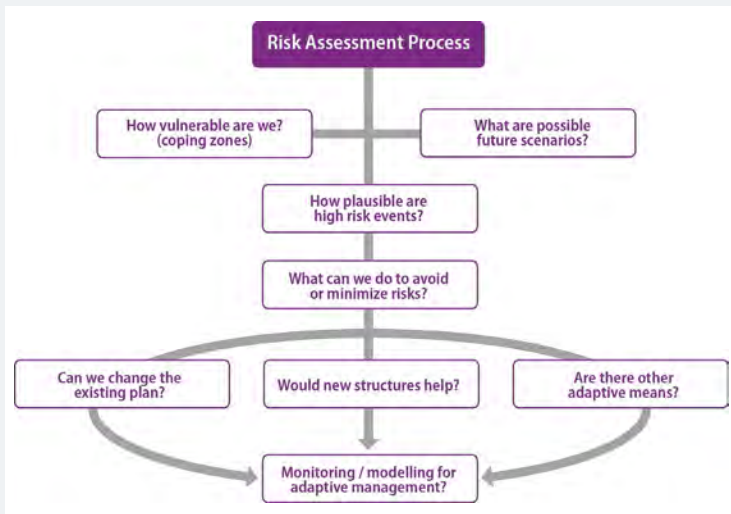 Risk Assessment Process
How vulnerable are we?
(coping zones)
What are possible
future scenarios?
How plausible are
high risk events?
What can we do to avoid
or minimize risks?
Can we change the
existing plan?
Would new structures help?
Are there other
adaptive means?
Monitoring / modelling for
adaptive management?